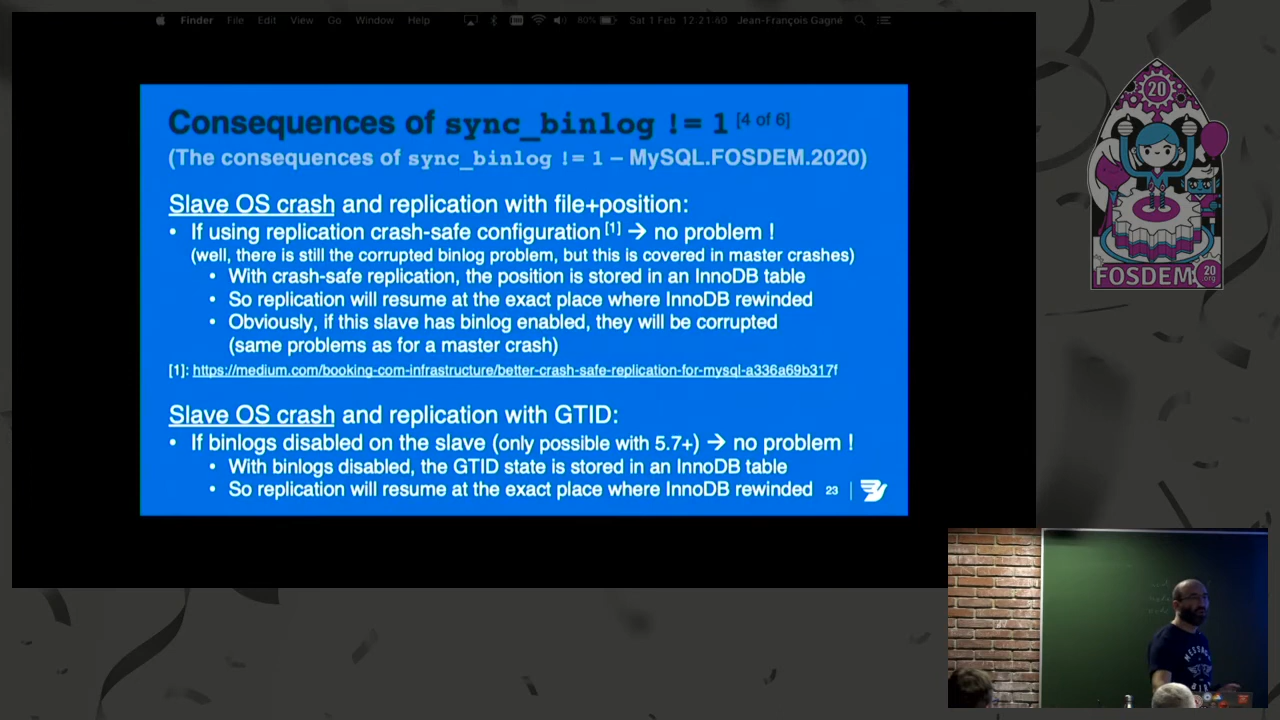 Finder File Edit View Go Window Help 80% Sat 1 Feb 12:21:60 Jean-François Gagné
Consequences of sync_binlog != 1 [4 of 6]
(The consequences of sync_binlog != 1 – MySQL.FOSDEM.2020)
Slave OS crash and replication with file+position:
• If using replication crash-safe configuration [1] → no problem !
(well, there is still the corrupted binlog problem, but this is covered in master crashes)
• With crash-safe replication, the position is stored in an InnoDB table
• So replication will resume at the exact place where InnoDB rewinded
• Obviously, if this slave has binlog enabled, they will be corrupted
(same problems as for a master crash)
[1]: https://medium.com/booking-com-infrastructure/better-crash-safe-replication-for-mysql-a336a69b317f
Slave OS crash and replication with GTID:
• If binlogs disabled on the slave (only possible with 5.7+) → no problem !
• With binlogs disabled, the GTID state is stored in an InnoDB table
• So replication will resume at the exact place where InnoDB rewinded
23
20
FOSDEM 20
.org